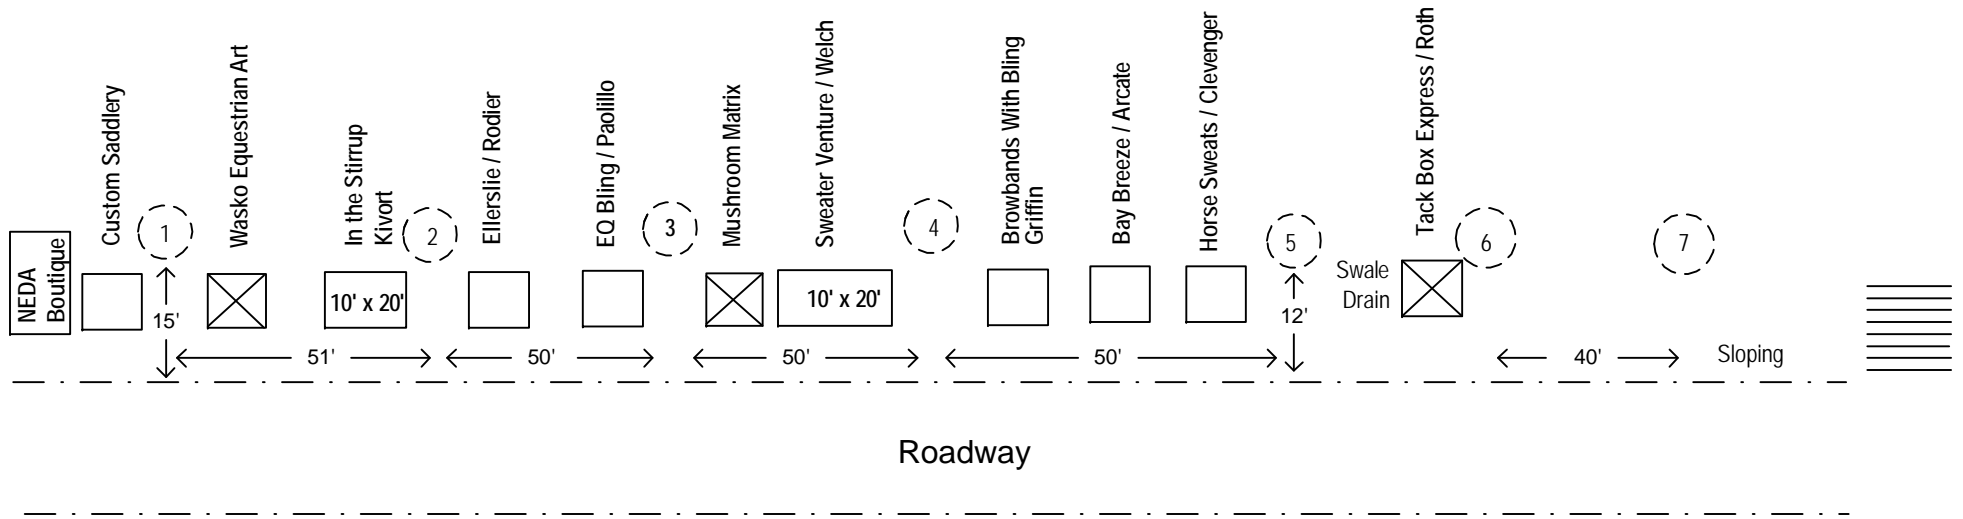 NEDA
Boutique
Custom Saddlery
1
Wasko Equestrian Art
In the Stirrup
Kivort
2
Ellerslie / Rodier
EQ Bling / Paolillo
3
Mushroom Matrix
Sweater Venture / Welch
4
Browbands With Bling
Griffin
Bay Breeze / Arcate
Horse Sweats / Clevenger
5
Swale
Drain
Tack Box Express / Roth
6
7
10' x 20'
10' x 20'
15'
12'
51'
50'
50'
50'
40'
Sloping
Roadway